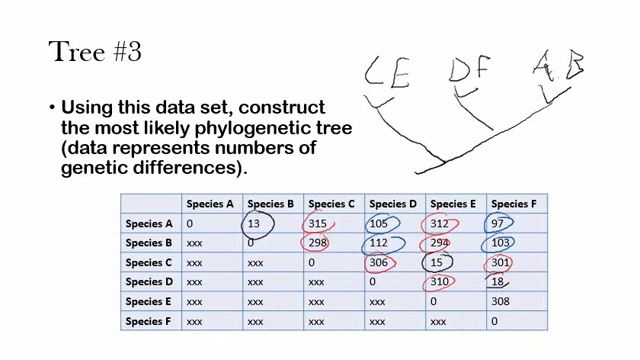 Tree #3
C E D F A B
• Using this data set, construct
the most likely phylogenetic tree
(data represents numbers of
genetic differences).
Species A Species B Species C Species D Species E Species F
Species A 0 13 315 105 312 97
Species B xxx 0 298 112 294 103
Species C xxx xxx 0 306 15 301
Species D xxx xxx xxx 0 310 18
Species E xxx xxx xxx xxx 0 308
Species F xxx xxx xxx xxx xxx 0